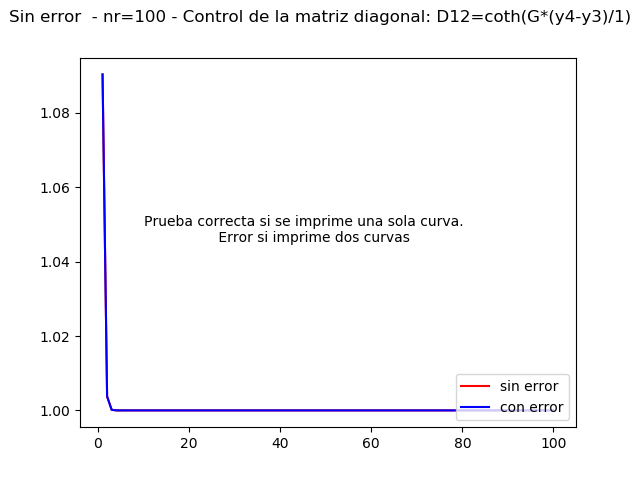 Sin error  - nr=100 - Control de la matriz diagonal: D12=coth(G*(y4-y3)/1)
1.08
1.06
1.04
1.02
1.00
Prueba correcta si se imprime una sola curva.
Error si imprime dos curvas
sin error
con error
0
20
40
60
80
100